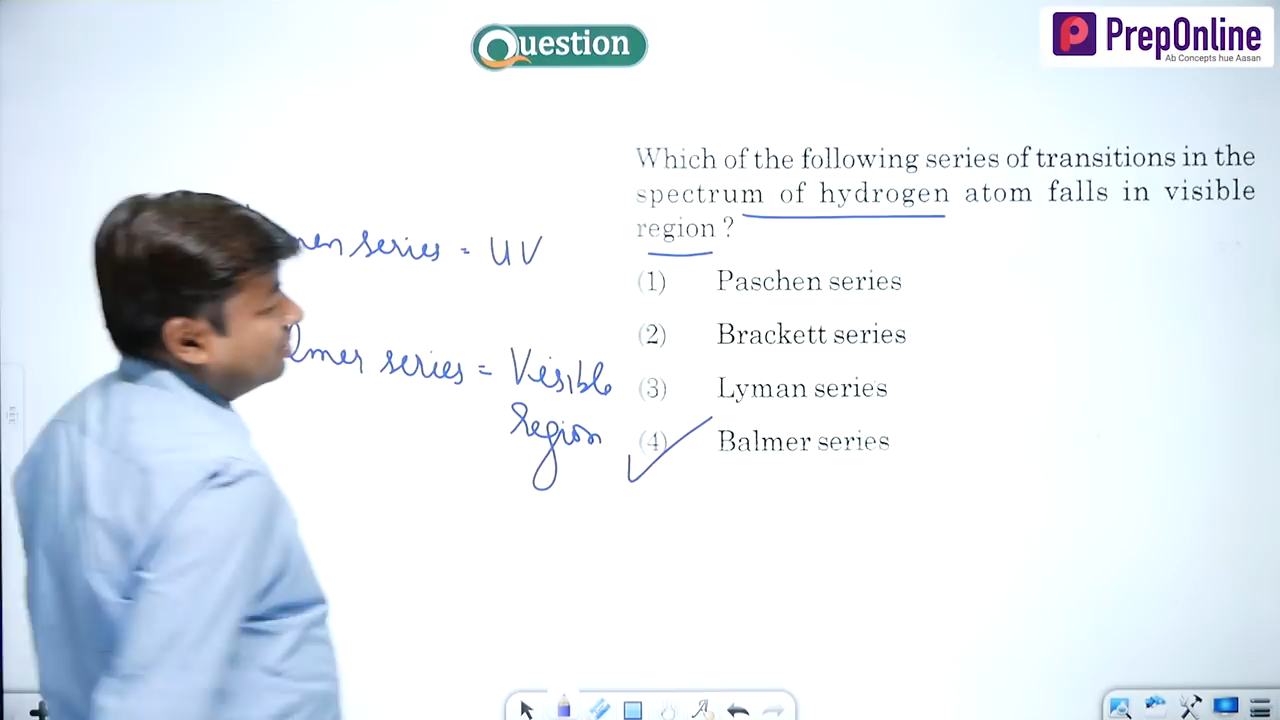 Question
PrepOnline
Ab Concepts hue Aasan
Which of the following series of transitions in the
spectrum of hydrogen atom falls in visible
region ?
(1) Paschen series
(2) Brackett series
(3) Lyman series
(4) Balmer series
series = UV
series = Visible
region